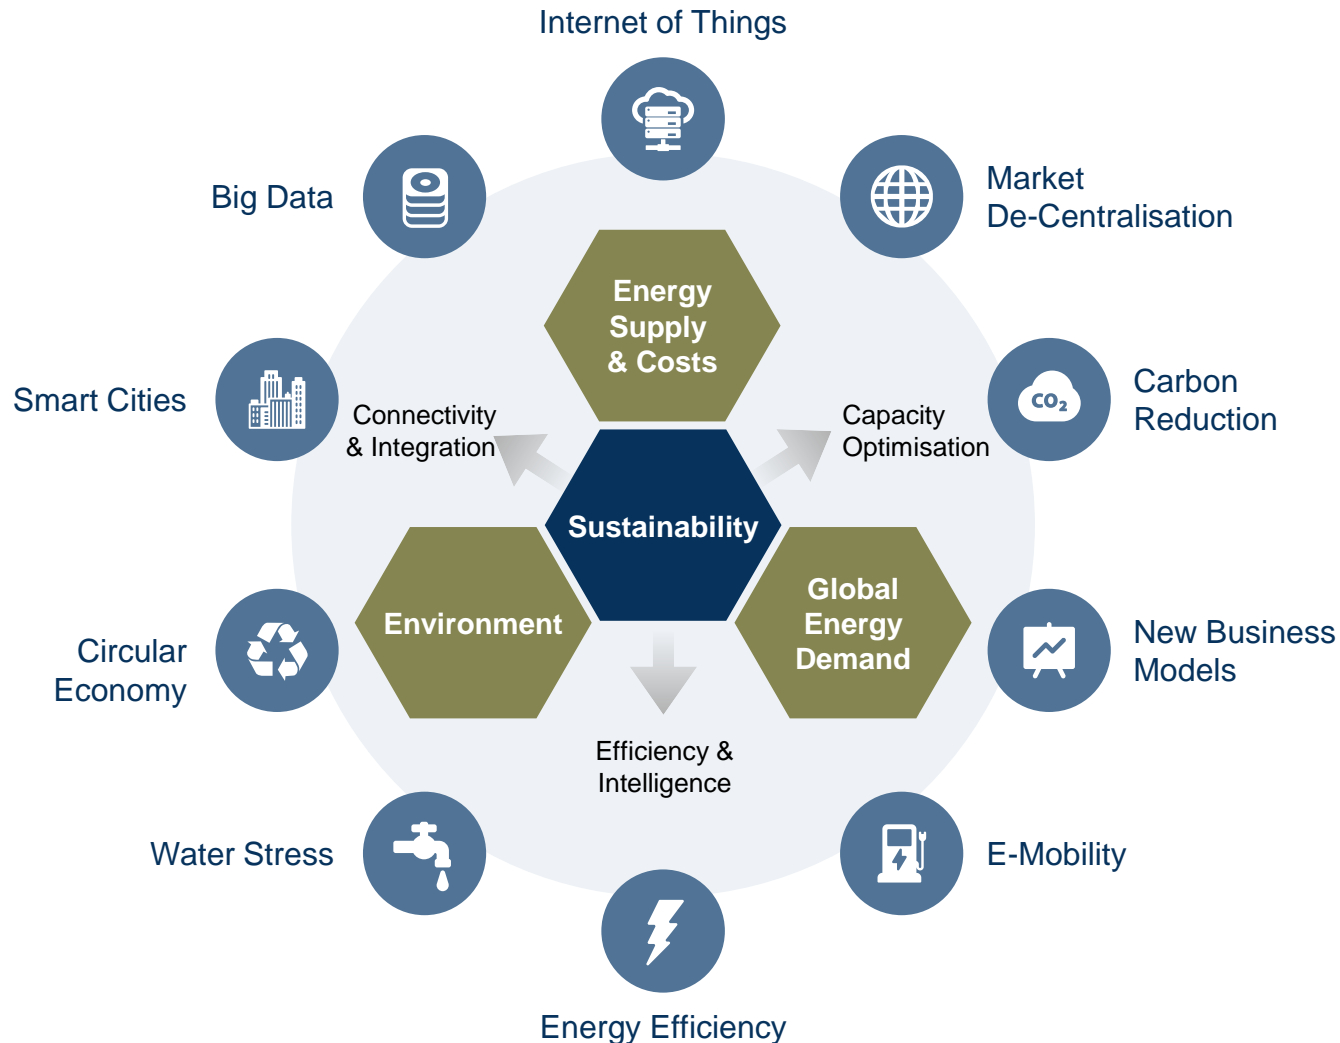 Internet of Things
Big Data
Market
De-Centralisation
Energy
Supply
& Costs
Smart Cities
Connectivity
& Integration
Capacity
Optimisation
CO₂
Carbon
Reduction
Sustainability
Environment
Global
Energy
Demand
Circular
Economy
New Business
Models
Efficiency &
Intelligence
Water Stress
E-Mobility
Energy Efficiency